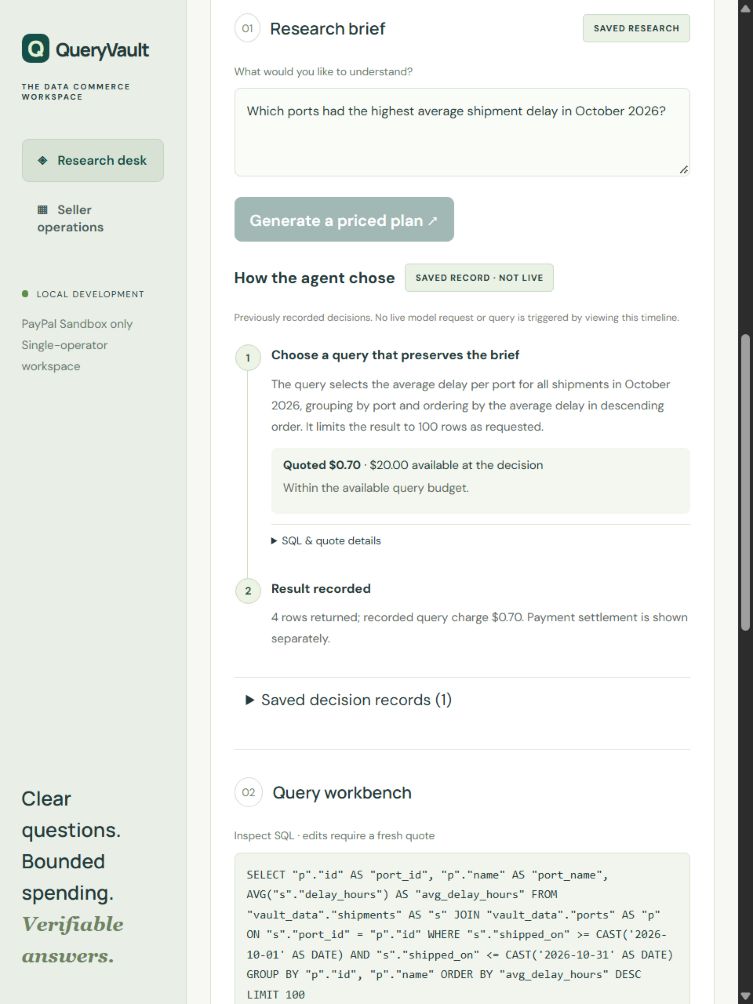 QueryVault
THE DATA COMMERCE
WORKSPACE
Research desk
Seller
operations
LOCAL DEVELOPMENT
PayPal Sandbox only
Single-operator
workspace
Clear
questions.
Bounded
spending.
Verifiable
answers.
01 Research brief
SAVED RESEARCH
What would you like to understand?
Which ports had the highest average shipment delay in October 2026?
Generate a priced plan ↗
How the agent chose
SAVED RECORD · NOT LIVE
Previously recorded decisions. No live model request or query is triggered by viewing this timeline.
1 Choose a query that preserves the brief
The query selects the average delay per port for all shipments in October
2026, grouping by port and ordering by the average delay in descending
order. It limits the result to 100 rows as requested.
Quoted $0.70 · $20.00 available at the decision
Within the available query budget.
▶ SQL & quote details
2 Result recorded
4 rows returned; recorded query charge $0.70. Payment settlement is shown
separately.
▶ Saved decision records (1)
02 Query workbench
Inspect SQL · edits require a fresh quote
SELECT "p"."id" AS "port_id", "p"."name" AS "port_name",
AVG("s"."delay_hours") AS "avg_delay_hours" FROM
"vault_data"."shipments" AS "s" JOIN "vault_data"."ports" AS "p"
ON "s"."port_id" = "p"."id" WHERE "s"."shipped_on" >= CAST('2026-
10-01' AS DATE) AND "s"."shipped_on" <= CAST('2026-10-31' AS DATE)
GROUP BY "p"."id", "p"."name" ORDER BY "avg_delay_hours" DESC
LIMIT 100